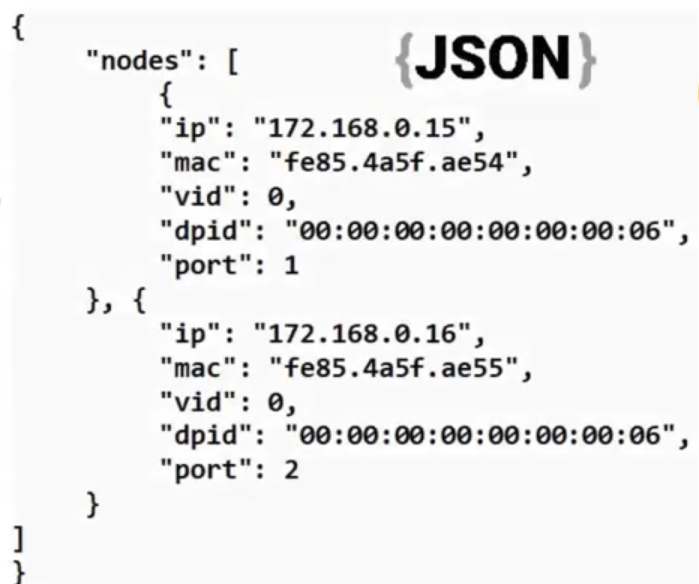 {
"nodes": [
{JSON}
{
"ip": "172.168.0.15",
"mac": "fe85.4a5f.ae54",
"vid": 0,
"dpid": "00:00:00:00:00:00:00:06",
"port": 1
}, {
"ip": "172.168.0.16",
"mac": "fe85.4a5f.ae55",
"vid": 0,
"dpid": "00:00:00:00:00:00:00:06",
"port": 2
}
]
}